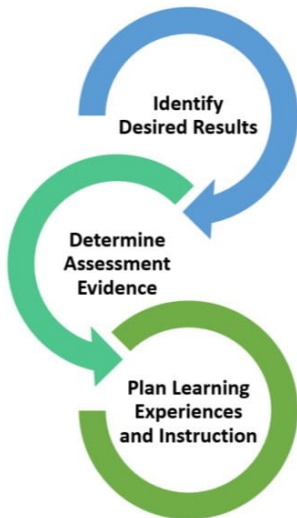 Identify
Desired Results
Determine
Assessment
Evidence
Plan Learning
Experiences
and Instruction